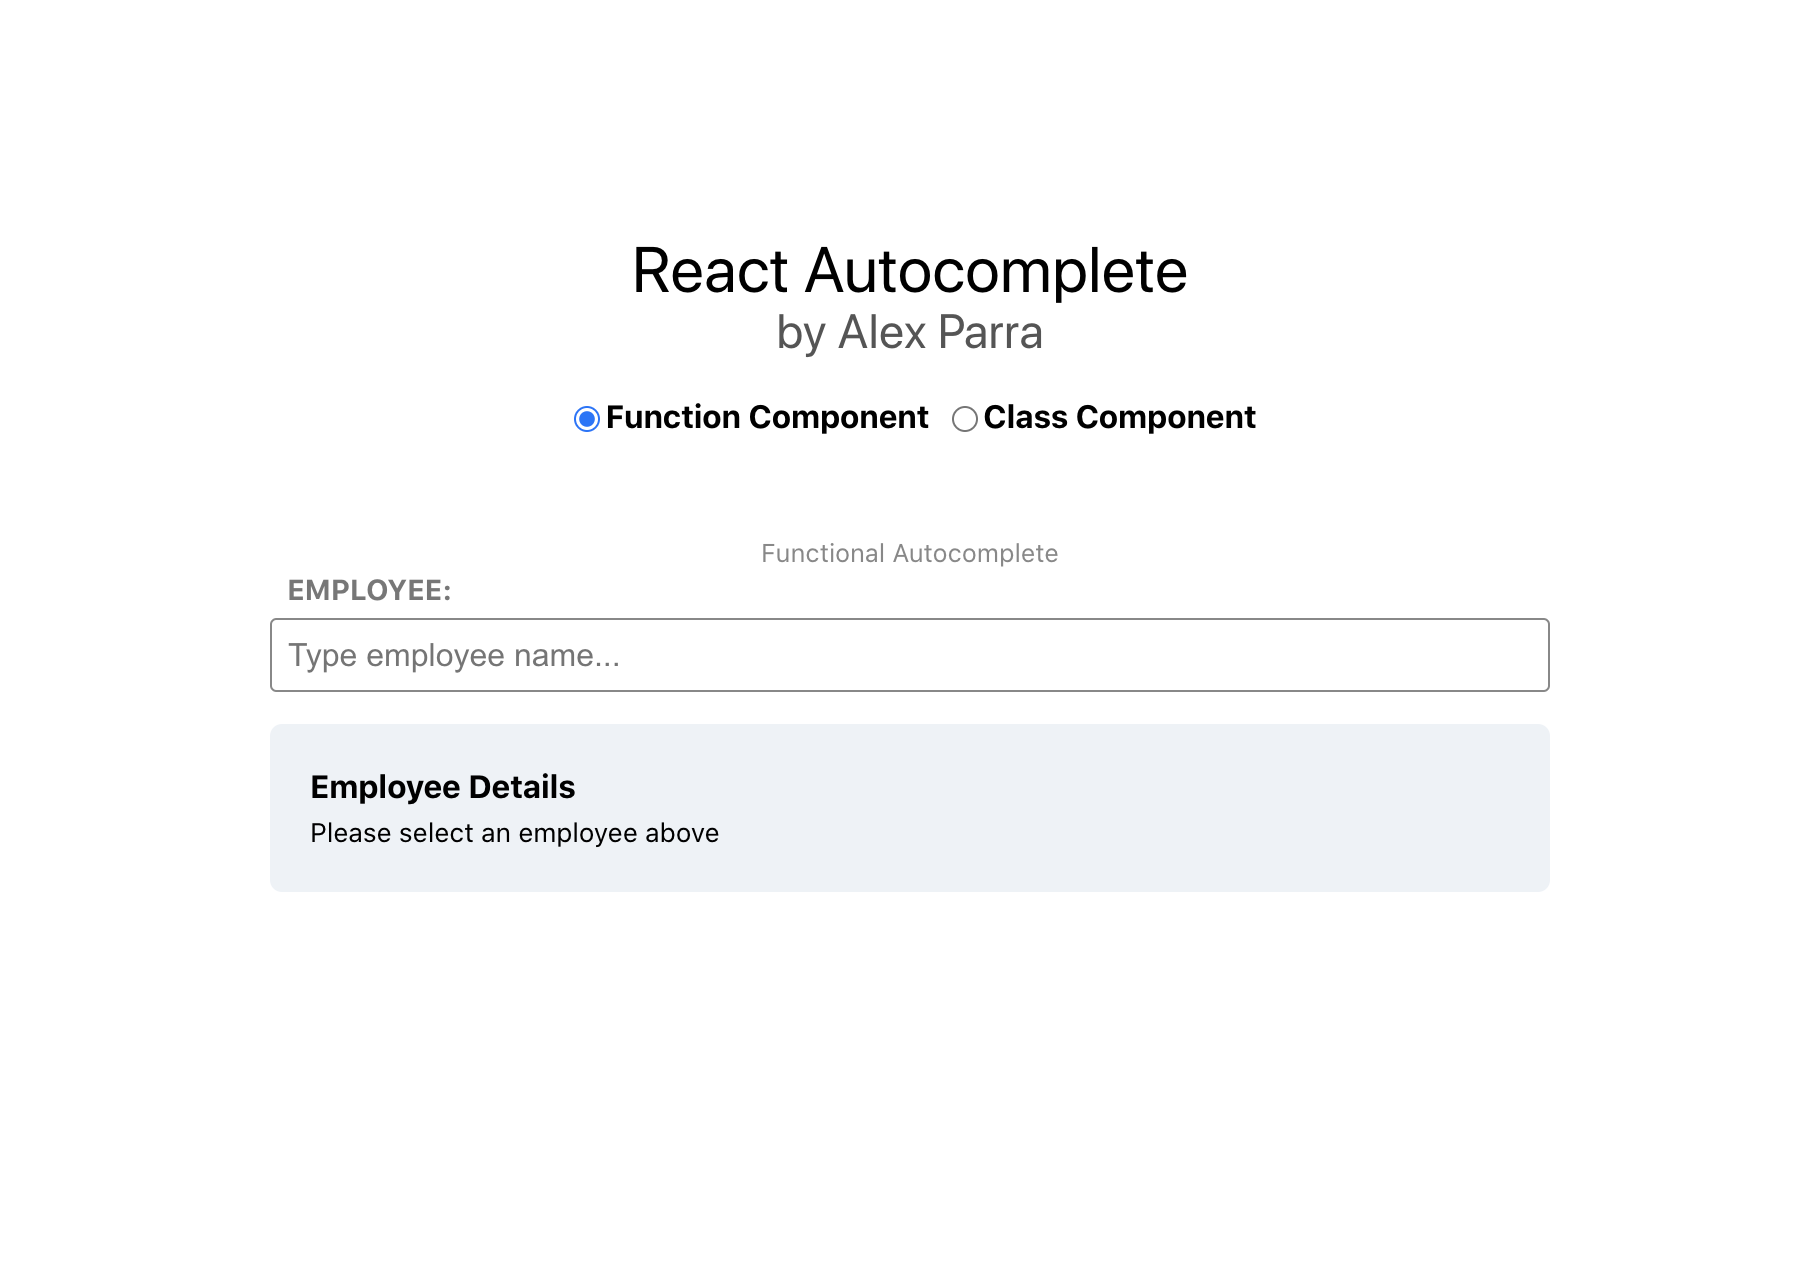 React Autocomplete
by Alex Parra
Function Component Class Component
Functional Autocomplete
EMPLOYEE:
Type employee name...
Employee Details
Please select an employee above